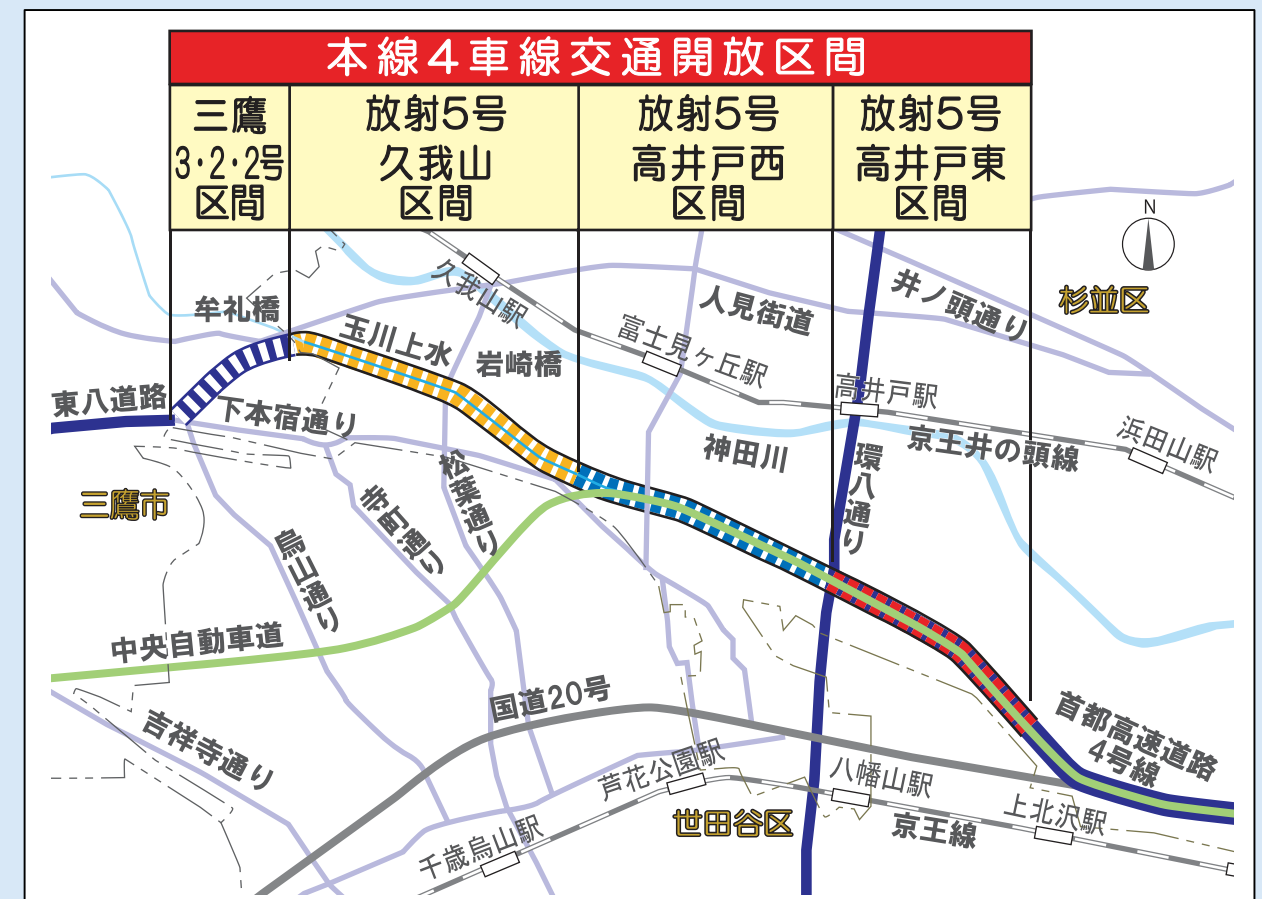 本線4車線交通開放区間
三鷹
3・2・2号
区間
放射5号
久我山
区間
放射5号
高井戸西
区間
放射5号
高井戸東
区間
N
杉並区
久我山駅
人見街道
井ノ頭通り
牟礼橋
玉川上水
岩崎橋
富士見ヶ丘駅
高井戸駅
東八道路
下本宿通り
神田川
京王井の頭線
浜田山駅
環八通り
三鷹市
松葉通り
寺町通り
烏山通り
中央自動車道
国道20号
首都高速道路
4号線
吉祥寺通り
芦花公園駅
八幡山駅
世田谷区
上北沢駅
京王線
千歳烏山駅